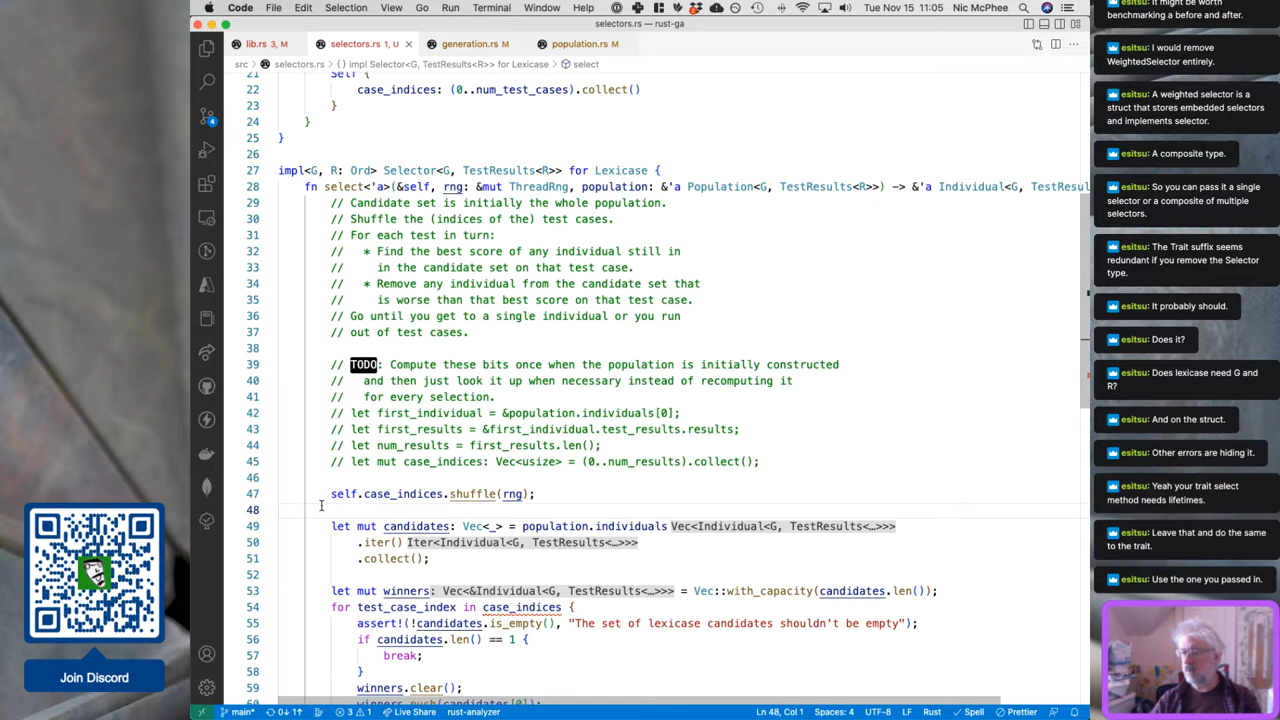 Code File Edit Selection View Go Run Terminal Window Help Tue Nov 15 11:05 Nic McPhee
selectors.rs — rust-ga
lib.rs 3, M selectors.rs 1, U generation.rs M population.rs M
src > selectors.rs > {} impl Selector<G, TestResults<R>> for Lexicase > select
21 Self {
22 case_indices: (0..num_test_cases).collect()
23 }
24 }
25 }
26
27 impl<G, R: Ord> Selector<G, TestResults<R>> for Lexicase {
28 fn select<'a>(&self, rng: &mut ThreadRng, population: &'a Population<G, TestResults<R>>) -> &'a Individual<G, TestResul
29 // Candidate set is initially the whole population.
30 // Shuffle the (indices of the) test cases.
31 // For each test in turn:
32 // * Find the best score of any individual still in
33 // in the candidate set on that test case.
34 // * Remove any individual from the candidate set that
35 // is worse than that best score on that test case.
36 // Go until you get to a single individual or you run
37 // out of test cases.
38
39 // TODO: Compute these bits once when the population is initially constructed
40 // and then just look it up when necessary instead of recomputing it
41 // for every selection.
42 // let first_individual = &population.individuals[0];
43 // let first_results = &first_individual.test_results.results;
44 // let num_results = first_results.len();
45 // let mut case_indices: Vec<usize> = (0..num_results).collect();
46
47 self.case_indices.shuffle(rng);
48
49 let mut candidates: Vec<_> = population.individuals Vec<Individual<G, TestResults<…>>>
50 .iter() Iter<Individual<G, TestResults<…>>>
51 .collect();
52
53 let mut winners: Vec<&Individual<G, TestResults<…>>> = Vec::with_capacity(candidates.len());
54 for test_case_index in case_indices {
55 assert!(!candidates.is_empty(), "The set of lexicase candidates shouldn't be empty");
56 if candidates.len() == 1 {
57 break;
58 }
59 winners.clear();
60 winners.push(candidates[0]);
main* 0↓ 1↑ 3 1 Live Share rust-analyzer Ln 48, Col 1 Spaces: 4 UTF-8 LF Rust Spell Prettier
Join Discord
esitsu: It might be worth
benchmarking a before and after.
esitsu: I would remove
WeightedSelector entirely.
esitsu: A weighted selector is a
struct that stores embedded selectors
and implements selector.
esitsu: A composite type.
esitsu: So you can pass it a single
selector or a composite of multiple
selectors.
esitsu: The Trait suffix seems
redundant if you remove the Selector
type.
esitsu: It probably should.
esitsu: Does it?
esitsu: Does lexicase need G and
R?
esitsu: And on the struct.
esitsu: Other errors are hiding it.
esitsu: Yeah your trait select
method needs lifetimes.
esitsu: Leave that and do the same
to the trait.
esitsu: Use the one you passed in.